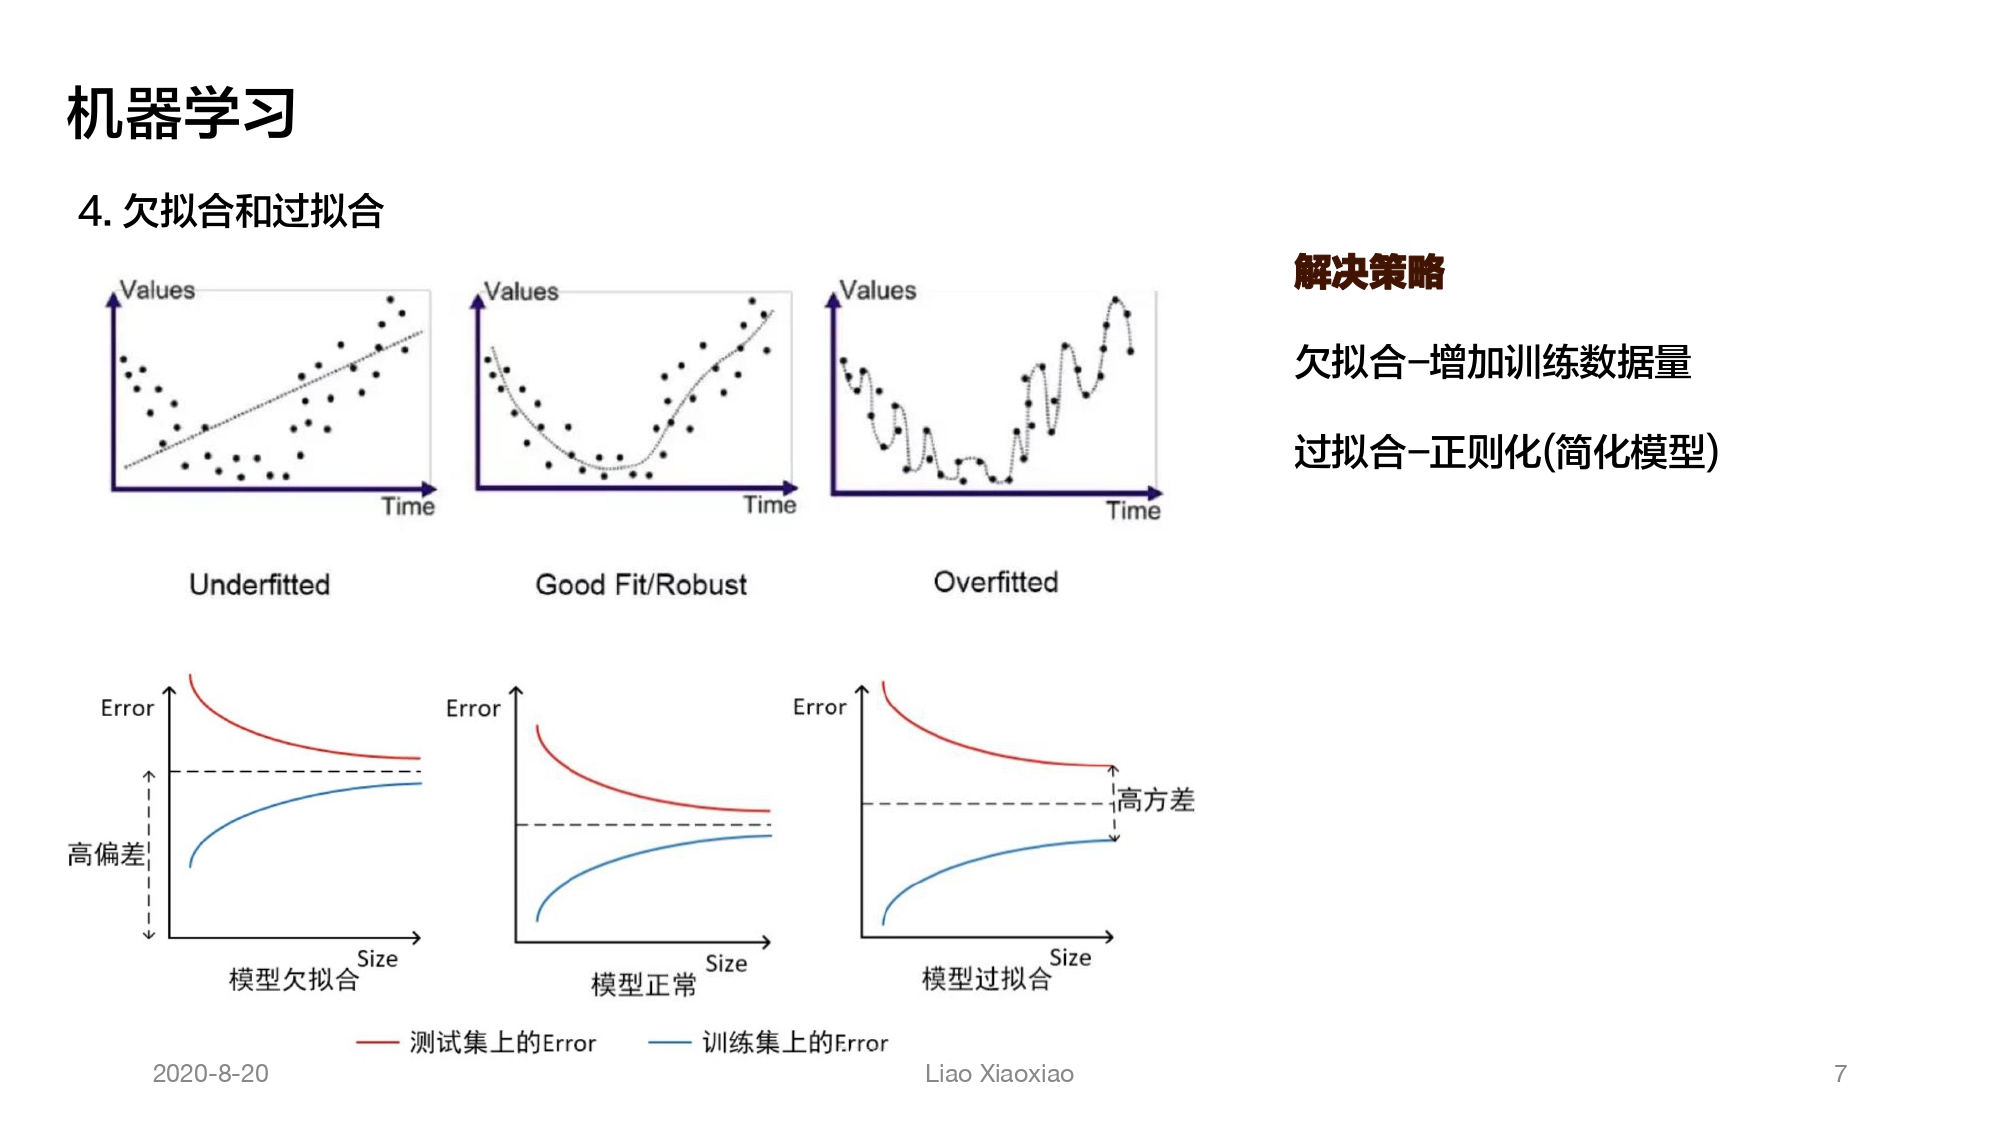 机器学习
4. 欠拟合和过拟合
Values
Time
Underfitted
Values
Time
Good Fit/Robust
Values
Time
Overfitted
解决策略
欠拟合–增加训练数据量
过拟合–正则化(简化模型)
Error
高偏差
Size
模型欠拟合
Error
Size
模型正常
Error
高方差
Size
模型过拟合
测试集上的Error
训练集上的Error
2020-8-20
Liao Xiaoxiao
7